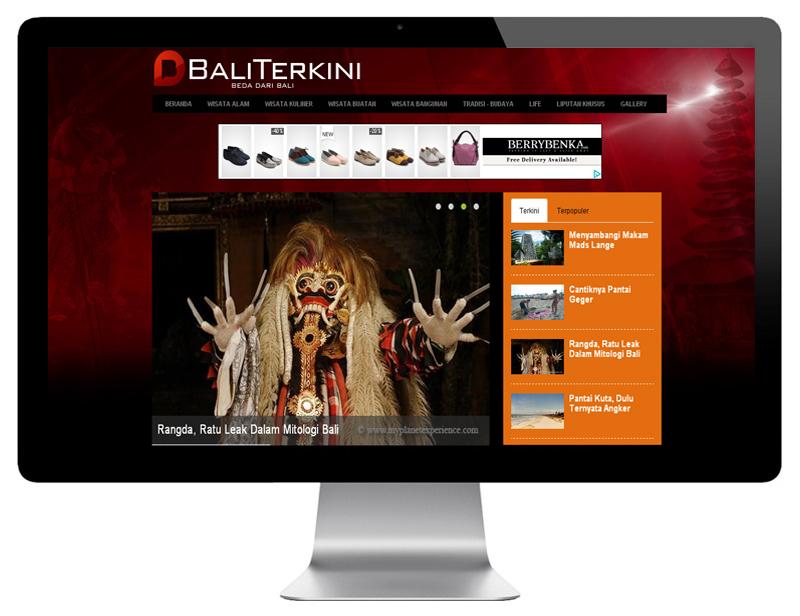 BALITERKINI
BEDA DARI BALI
BERANDA WISATA ALAM WISATA KULINER WISATA BUATAN WISATA BANGUNAN TRADISI - BUDAYA LIFE LIPUTAN KHUSUS GALLERY
-40% NEW -20%
BERRYBENKA
Free Delivery Available!
Terkini Terpopuler
Menyambangi Makam
Mads Lange
Cantiknya Pantai
Geger
Rangda, Ratu Leak
Dalam Mitologi Bali
Pantai Kuta, Dulu
Ternyata Angker
Rangda, Ratu Leak Dalam Mitologi Bali
© www.myplanetexperience.com